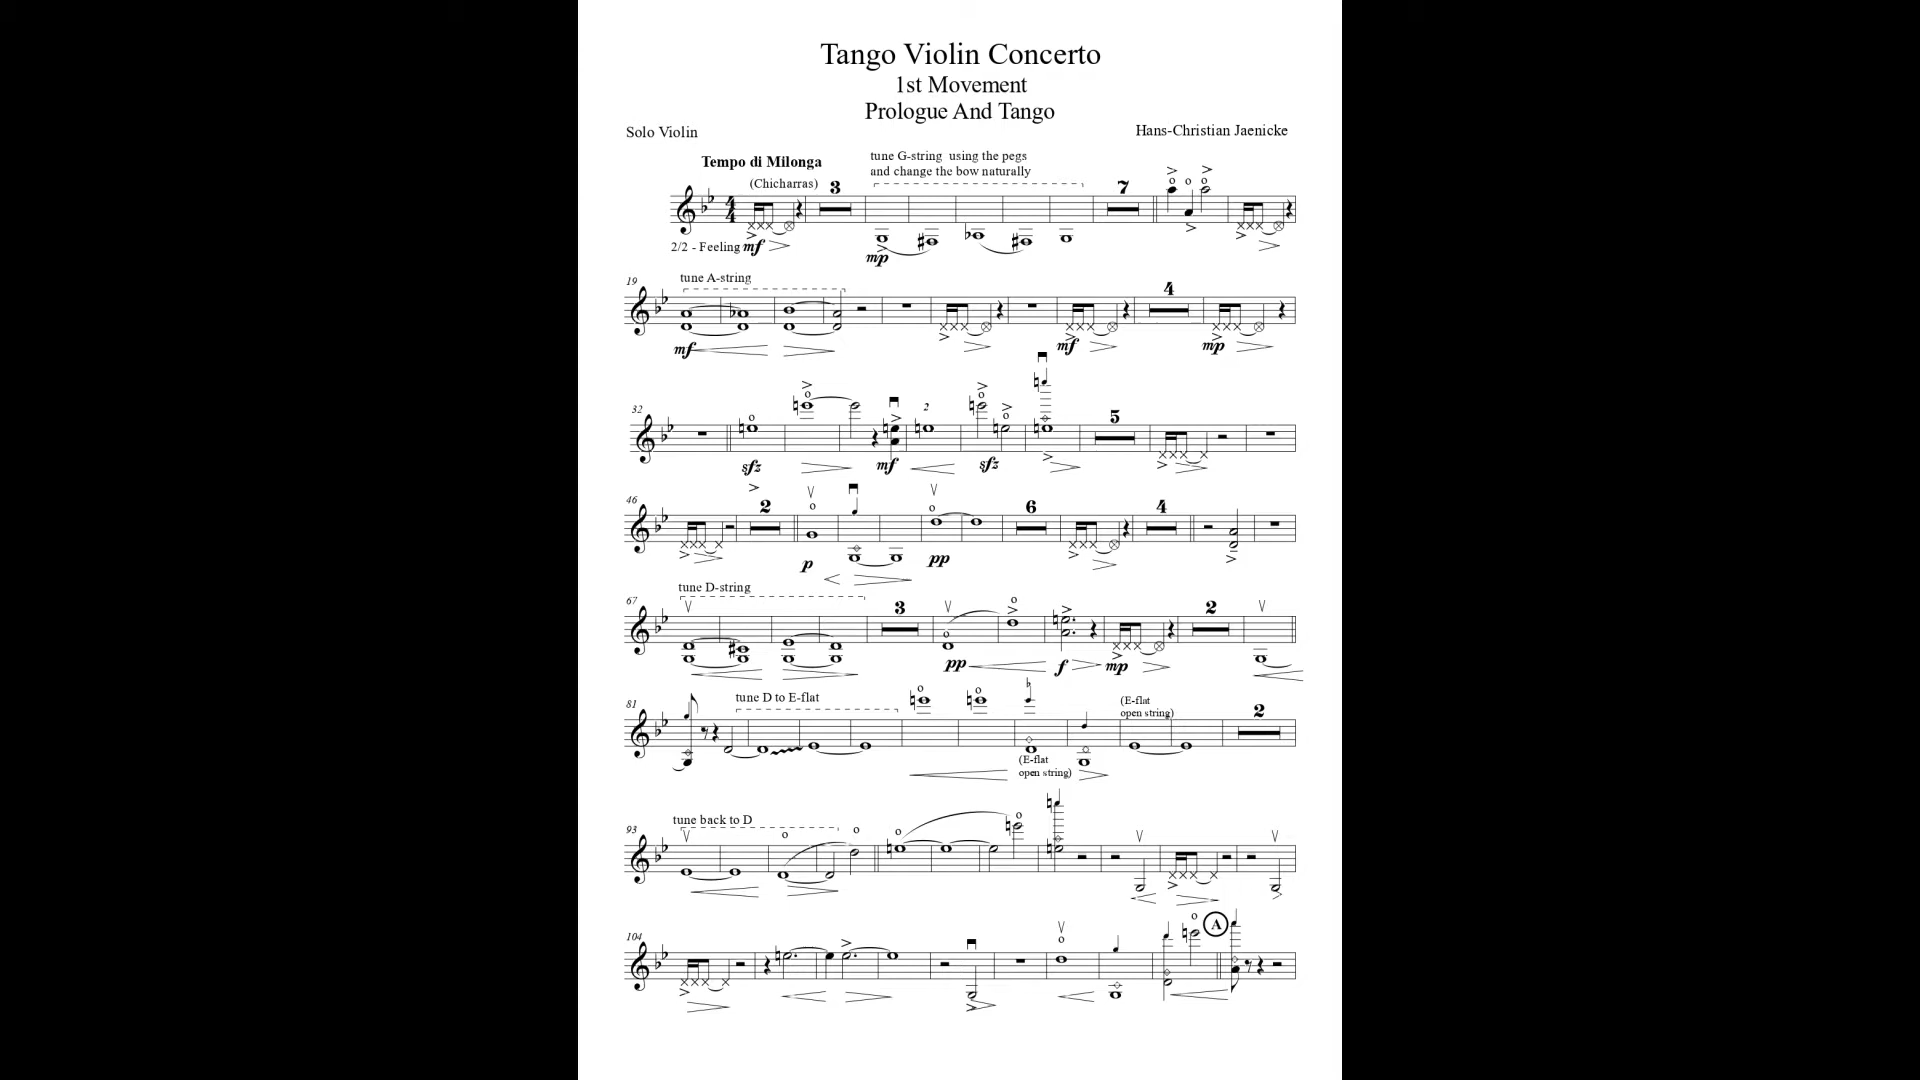 Tango Violin Concerto
1st Movement
Prologue And Tango
Solo Violin
Hans-Christian Jaenicke
Tempo di Milonga
tune G-string using the pegs
and change the bow naturally
(Chicharras) 3 7
4
4
2/2 - Feeling mf mp
19 tune A-string
4
mf mf mp
32 2 5
sfz mf sfz
46 2 6 4
p pp
tune D-string
67 3 2
pp f mp
81 tune D to E-flat
(E-flat
open string)
2
(E-flat
open string)
93 tune back to D
104 A